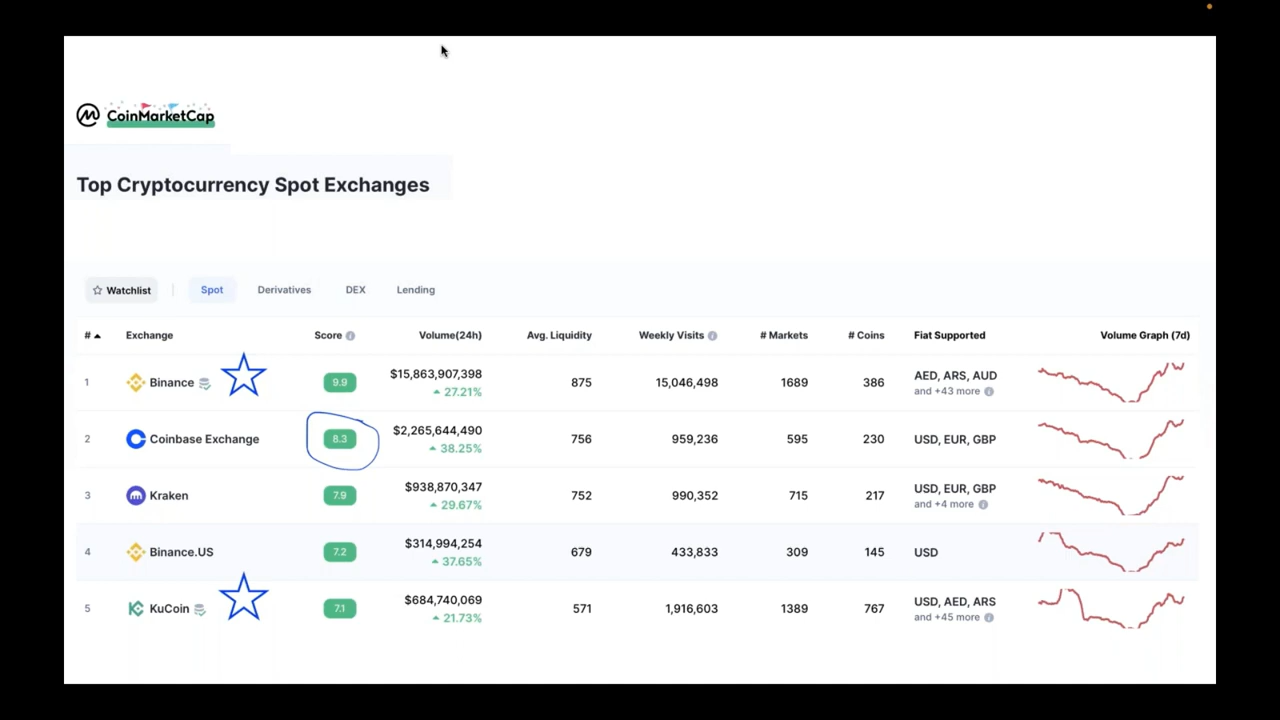 CoinMarketCap
Top Cryptocurrency Spot Exchanges
Watchlist Spot Derivatives DEX Lending
# Exchange Score Volume(24h) Avg. Liquidity Weekly Visits # Markets # Coins Fiat Supported Volume Graph (7d)
1 Binance 9.9 $15,863,907,398 875 15,046,498 1689 386 AED, ARS, AUD
27.21% and +43 more
2 Coinbase Exchange 8.3 $2,265,644,490 756 959,236 595 230 USD, EUR, GBP
38.25%
3 Kraken 7.9 $938,870,347 752 990,352 715 217 USD, EUR, GBP
29.67% and +4 more
4 Binance.US 7.2 $314,994,254 679 433,833 309 145 USD
37.65%
5 KuCoin 7.1 $684,740,069 571 1,916,603 1389 767 USD, AED, ARS
21.73% and +45 more